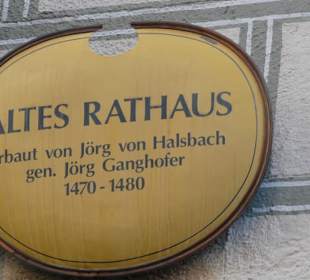 ALTES RATHAUS
rbaut von Jörg von Halsbach
gen. Jörg Ganghofer
1470 - 1480